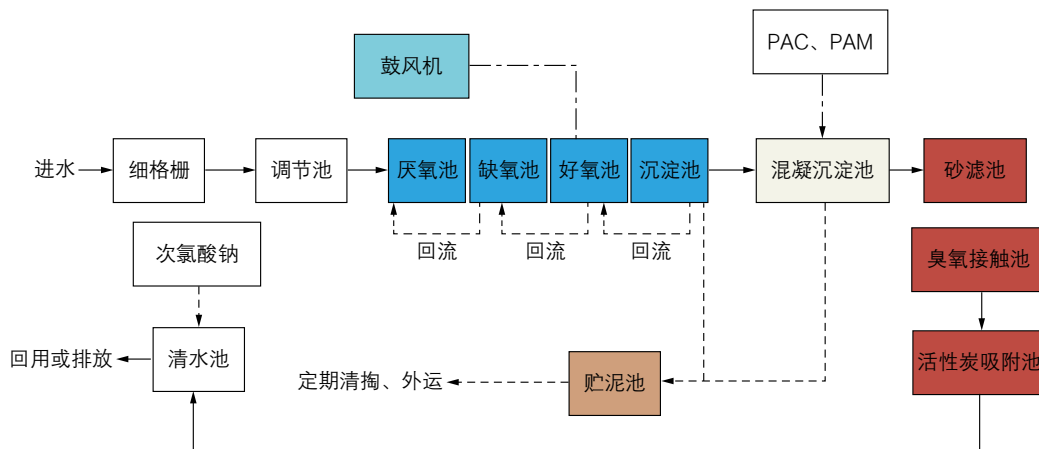 PAC、PAM
鼓风机
进水
细格栅
调节池
厌氧池
缺氧池
好氧池
沉淀池
混凝沉淀池
砂滤池
回流
回流
回流
次氯酸钠
臭氧接触池
回用或排放
清水池
定期清掏、外运
贮泥池
活性炭吸附池